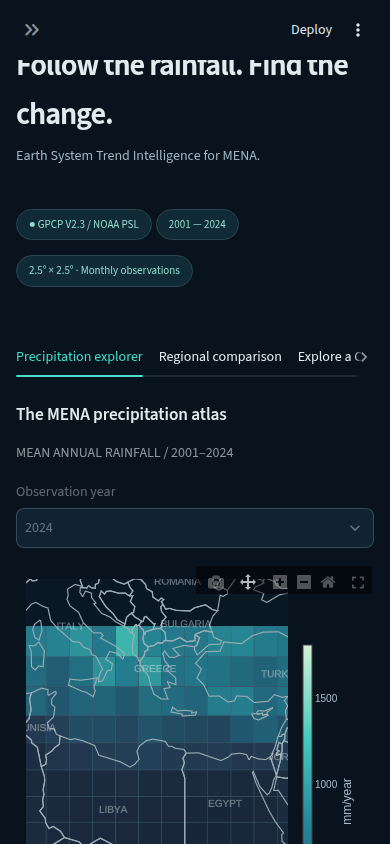 Deploy
Follow the rainfall. Find the
change.
Earth System Trend Intelligence for MENA.
GPCP V2.3 / NOAA PSL
2001 — 2024
2.5° × 2.5° · Monthly observations
Precipitation explorer
Regional comparison
Explore a
The MENA precipitation atlas
MEAN ANNUAL RAINFALL / 2001–2024
Observation year
2024
ROMANIA
ITALY
BULGARIA
GREECE
TURK
UNISIA
LIBYA
EGYPT
1500
1000
mm/year